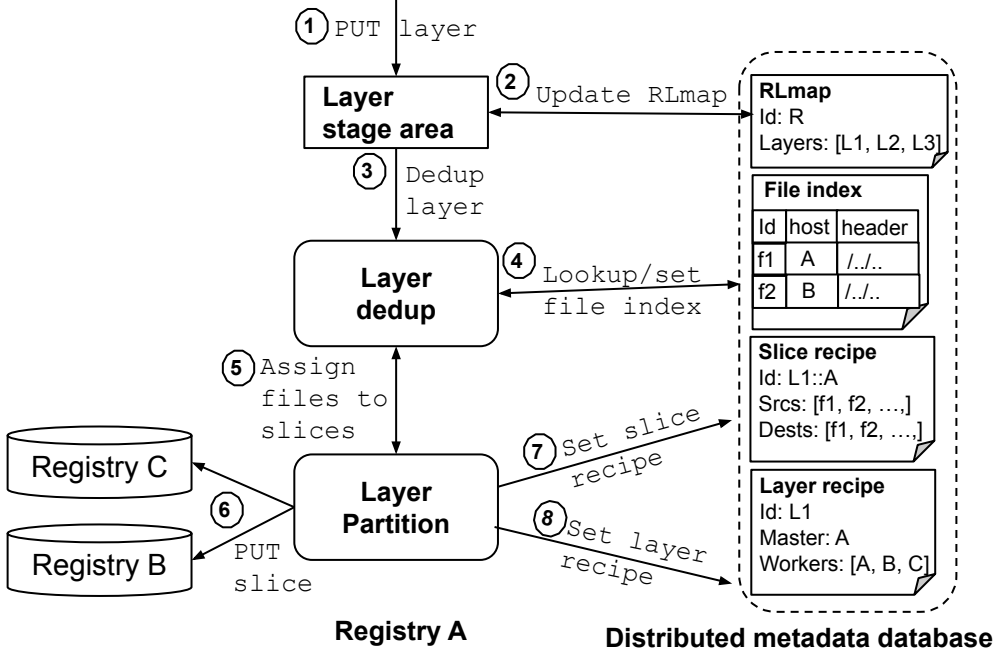 1 PUT layer
Layer
stage area
2 Update RLmap
RLmap
Id: R
Layers: [L1, L2, L3]
3 Dedup
layer
File index
Id host header
f1 A /../..
f2 B /../..
Layer
dedup
4 Lookup/set
file index
5 Assign
files to
slices
Slice recipe
Id: L1::A
Srcs: [f1, f2, ...,]
Dests: [f1, f2, ...,]
Registry C
Registry B
6
PUT
slice
Layer
Partition
7 Set slice
recipe
8 Set layer
recipe
Layer recipe
Id: L1
Master: A
Workers: [A, B, C]
Registry A
Distributed metadata database